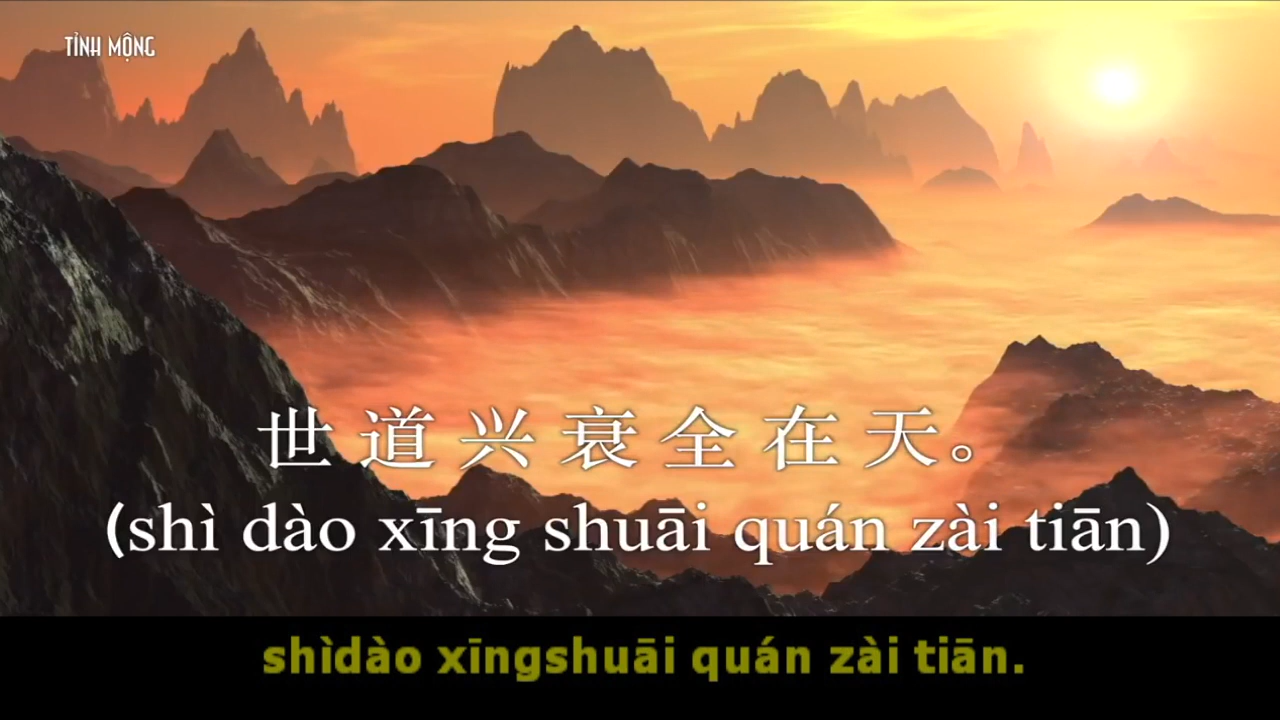 TỈNH MỘNG
世道兴衰全在天。
(shì dào xīng shuāi quán zài tiān)
shìdào xīngshuāi quán zài tiān.